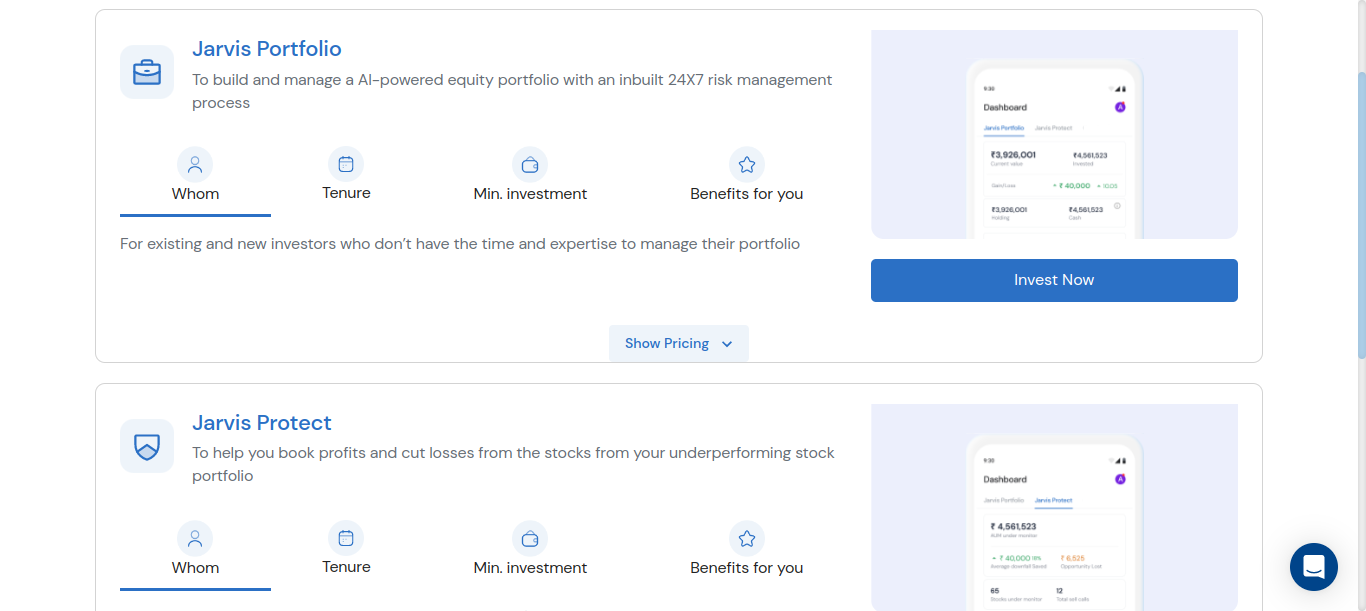 Jarvis Portfolio
To build and manage a AI-powered equity portfolio with an inbuilt 24X7 risk management
process
Whom
Tenure
Min. investment
Benefits for you
For existing and new investors who don’t have the time and expertise to manage their portfolio
9:30
Dashboard
Jarvis Portfolio Jarvis Protect
₹3,926,001 ₹4,561,523
Current value Invested
Gain/Loss ₹ 40,000
₹3,926,001 ₹4,561,523
Holding Cash
Invest Now
Show Pricing
Jarvis Protect
To help you book profits and cut losses from the stocks from your underperforming stock
portfolio
Whom
Tenure
Min. investment
Benefits for you
9:30
Dashboard
Jarvis Portfolio Jarvis Protect
₹ 4,561,523
AUM under monitor
₹ 40,000 ₹ 6,525
Average downfall Saved Opportunity Lost
65 12
Stocks under monitor Total sell calls